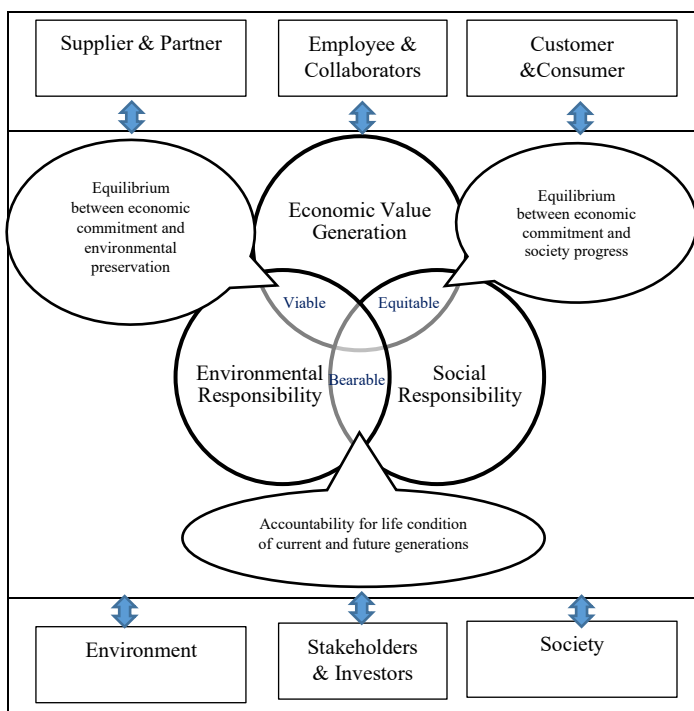 Supplier & Partner
Employee &
Collaborators
Customer
&Consumer
Equilibrium
between economic
commitment and
environmental
preservation
Economic Value
Generation
Equilibrium
between economic
commitment and
society progress
Viable
Equitable
Environmental
Responsibility
Bearable
Social
Responsibility
Accountability for life condition
of current and future generations
Environment
Stakeholders
& Investors
Society